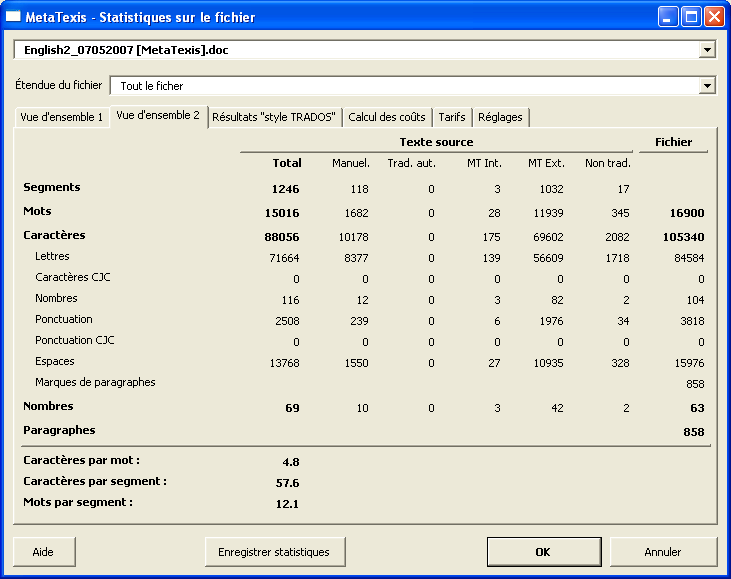 MetaTexis - Statistiques sur le fichier
English2_07052007 [MetaTexis].doc
Étendue du fichier Tout le ficher
Vue d'ensemble 1 Vue d'ensemble 2 Résultats "style TRADOS" Calcul des coûts Tarifs Réglages
Texte source Fichier
Total Manuel. Trad. aut. MT Int. MT Ext. Non trad.
Segments 1246 118 0 3 1032 17
Mots 15016 1682 0 28 11939 345 16900
Caractères 88056 10178 0 175 69602 2082 105340
Lettres 71664 8377 0 139 56609 1718 84584
Caractères CJC 0 0 0 0 0 0 0
Nombres 116 12 0 3 82 2 104
Ponctuation 2508 239 0 6 1976 34 3818
Ponctuation CJC 0 0 0 0 0 0 0
Espaces 13768 1550 0 27 10935 328 15976
Marques de paragraphes 858
Nombres 69 10 0 3 42 2 63
Paragraphes 858
Caractères par mot : 4.8
Caractères par segment : 57.6
Mots par segment : 12.1
Aide Enregistrer statistiques OK Annuler